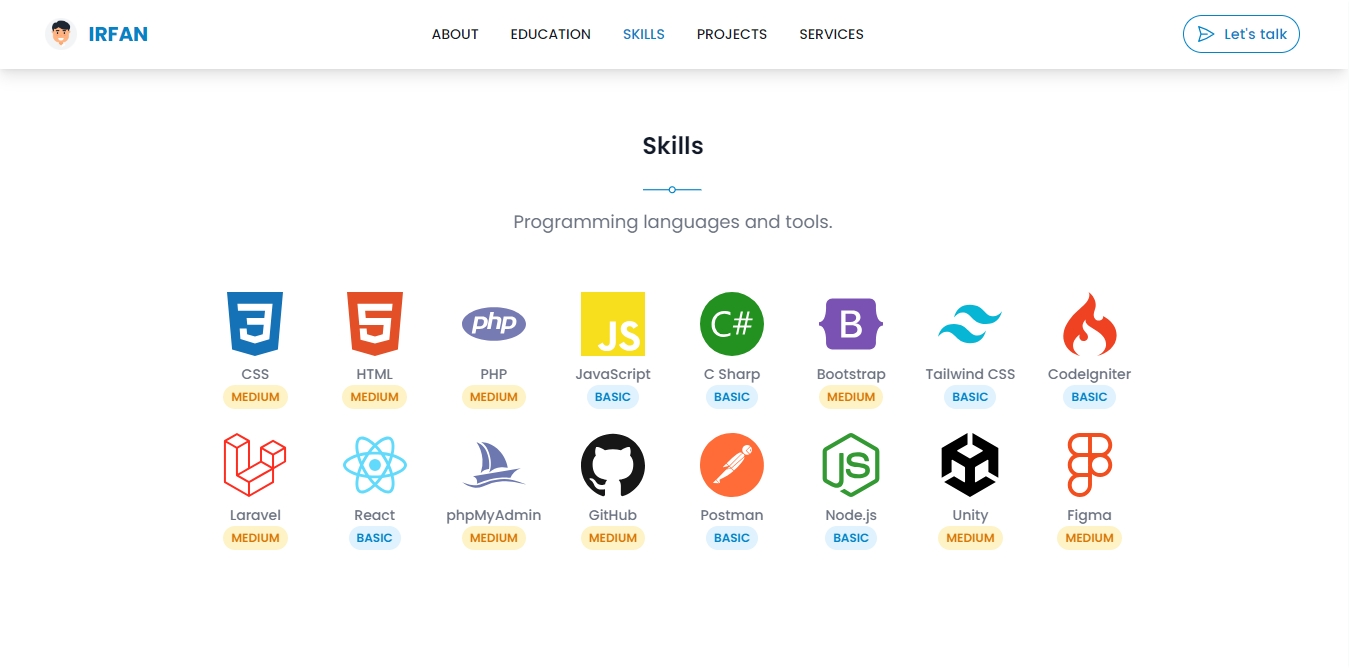 IRFAN
ABOUT EDUCATION SKILLS PROJECTS SERVICES
Let's talk
Skills
Programming languages and tools.
3 5 php JS C# B
CSS HTML PHP JavaScript C Sharp Bootstrap Tailwind CSS CodeIgniter
MEDIUM MEDIUM MEDIUM BASIC BASIC MEDIUM BASIC BASIC
JS
Laravel React phpMyAdmin GitHub Postman Node.js Unity Figma
MEDIUM BASIC MEDIUM MEDIUM BASIC BASIC MEDIUM MEDIUM